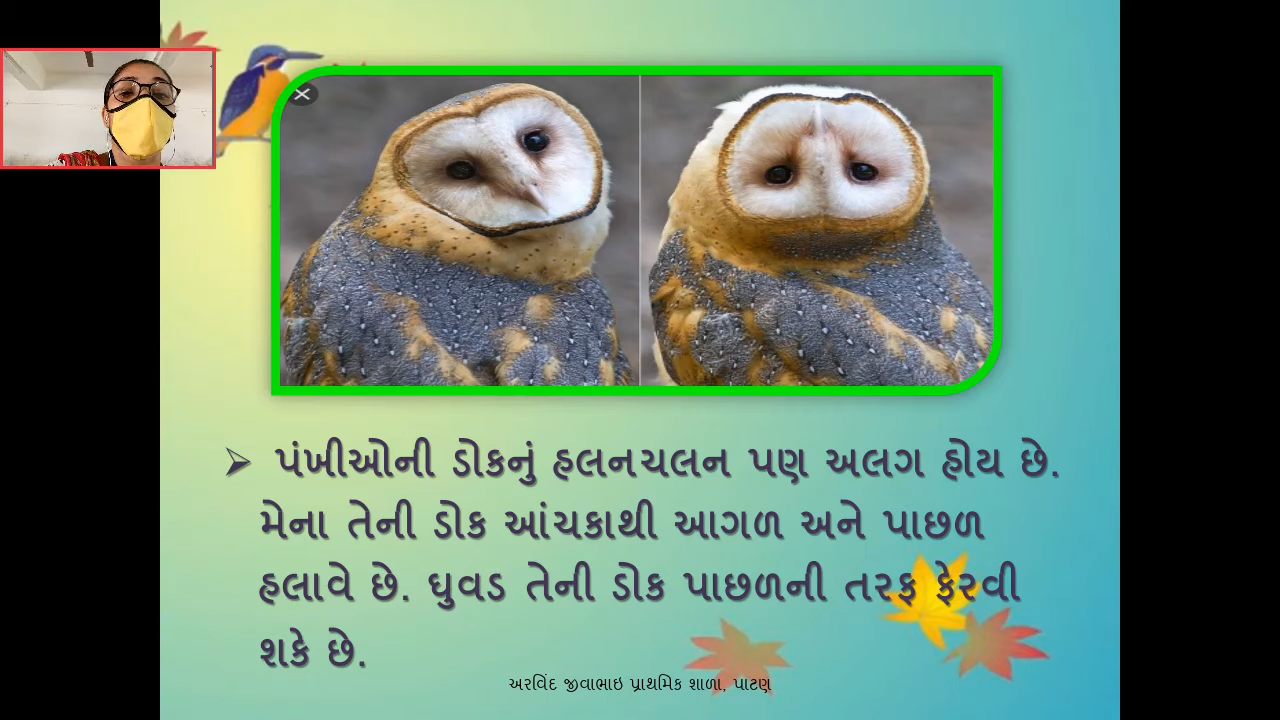 ➢ પંખીઓની ડોકનું હલનચલન પણ અલગ હોય છે.
મેના તેની ડોક આંચકાથી આગળ અને પાછળ
હલાવે છે. ઘુવડ તેની ડોક પાછળની તરફ ફેરવી
શકે છે.
અરવિંદ જીવાભાઇ પ્રાથમિક શાળા, પાટણ